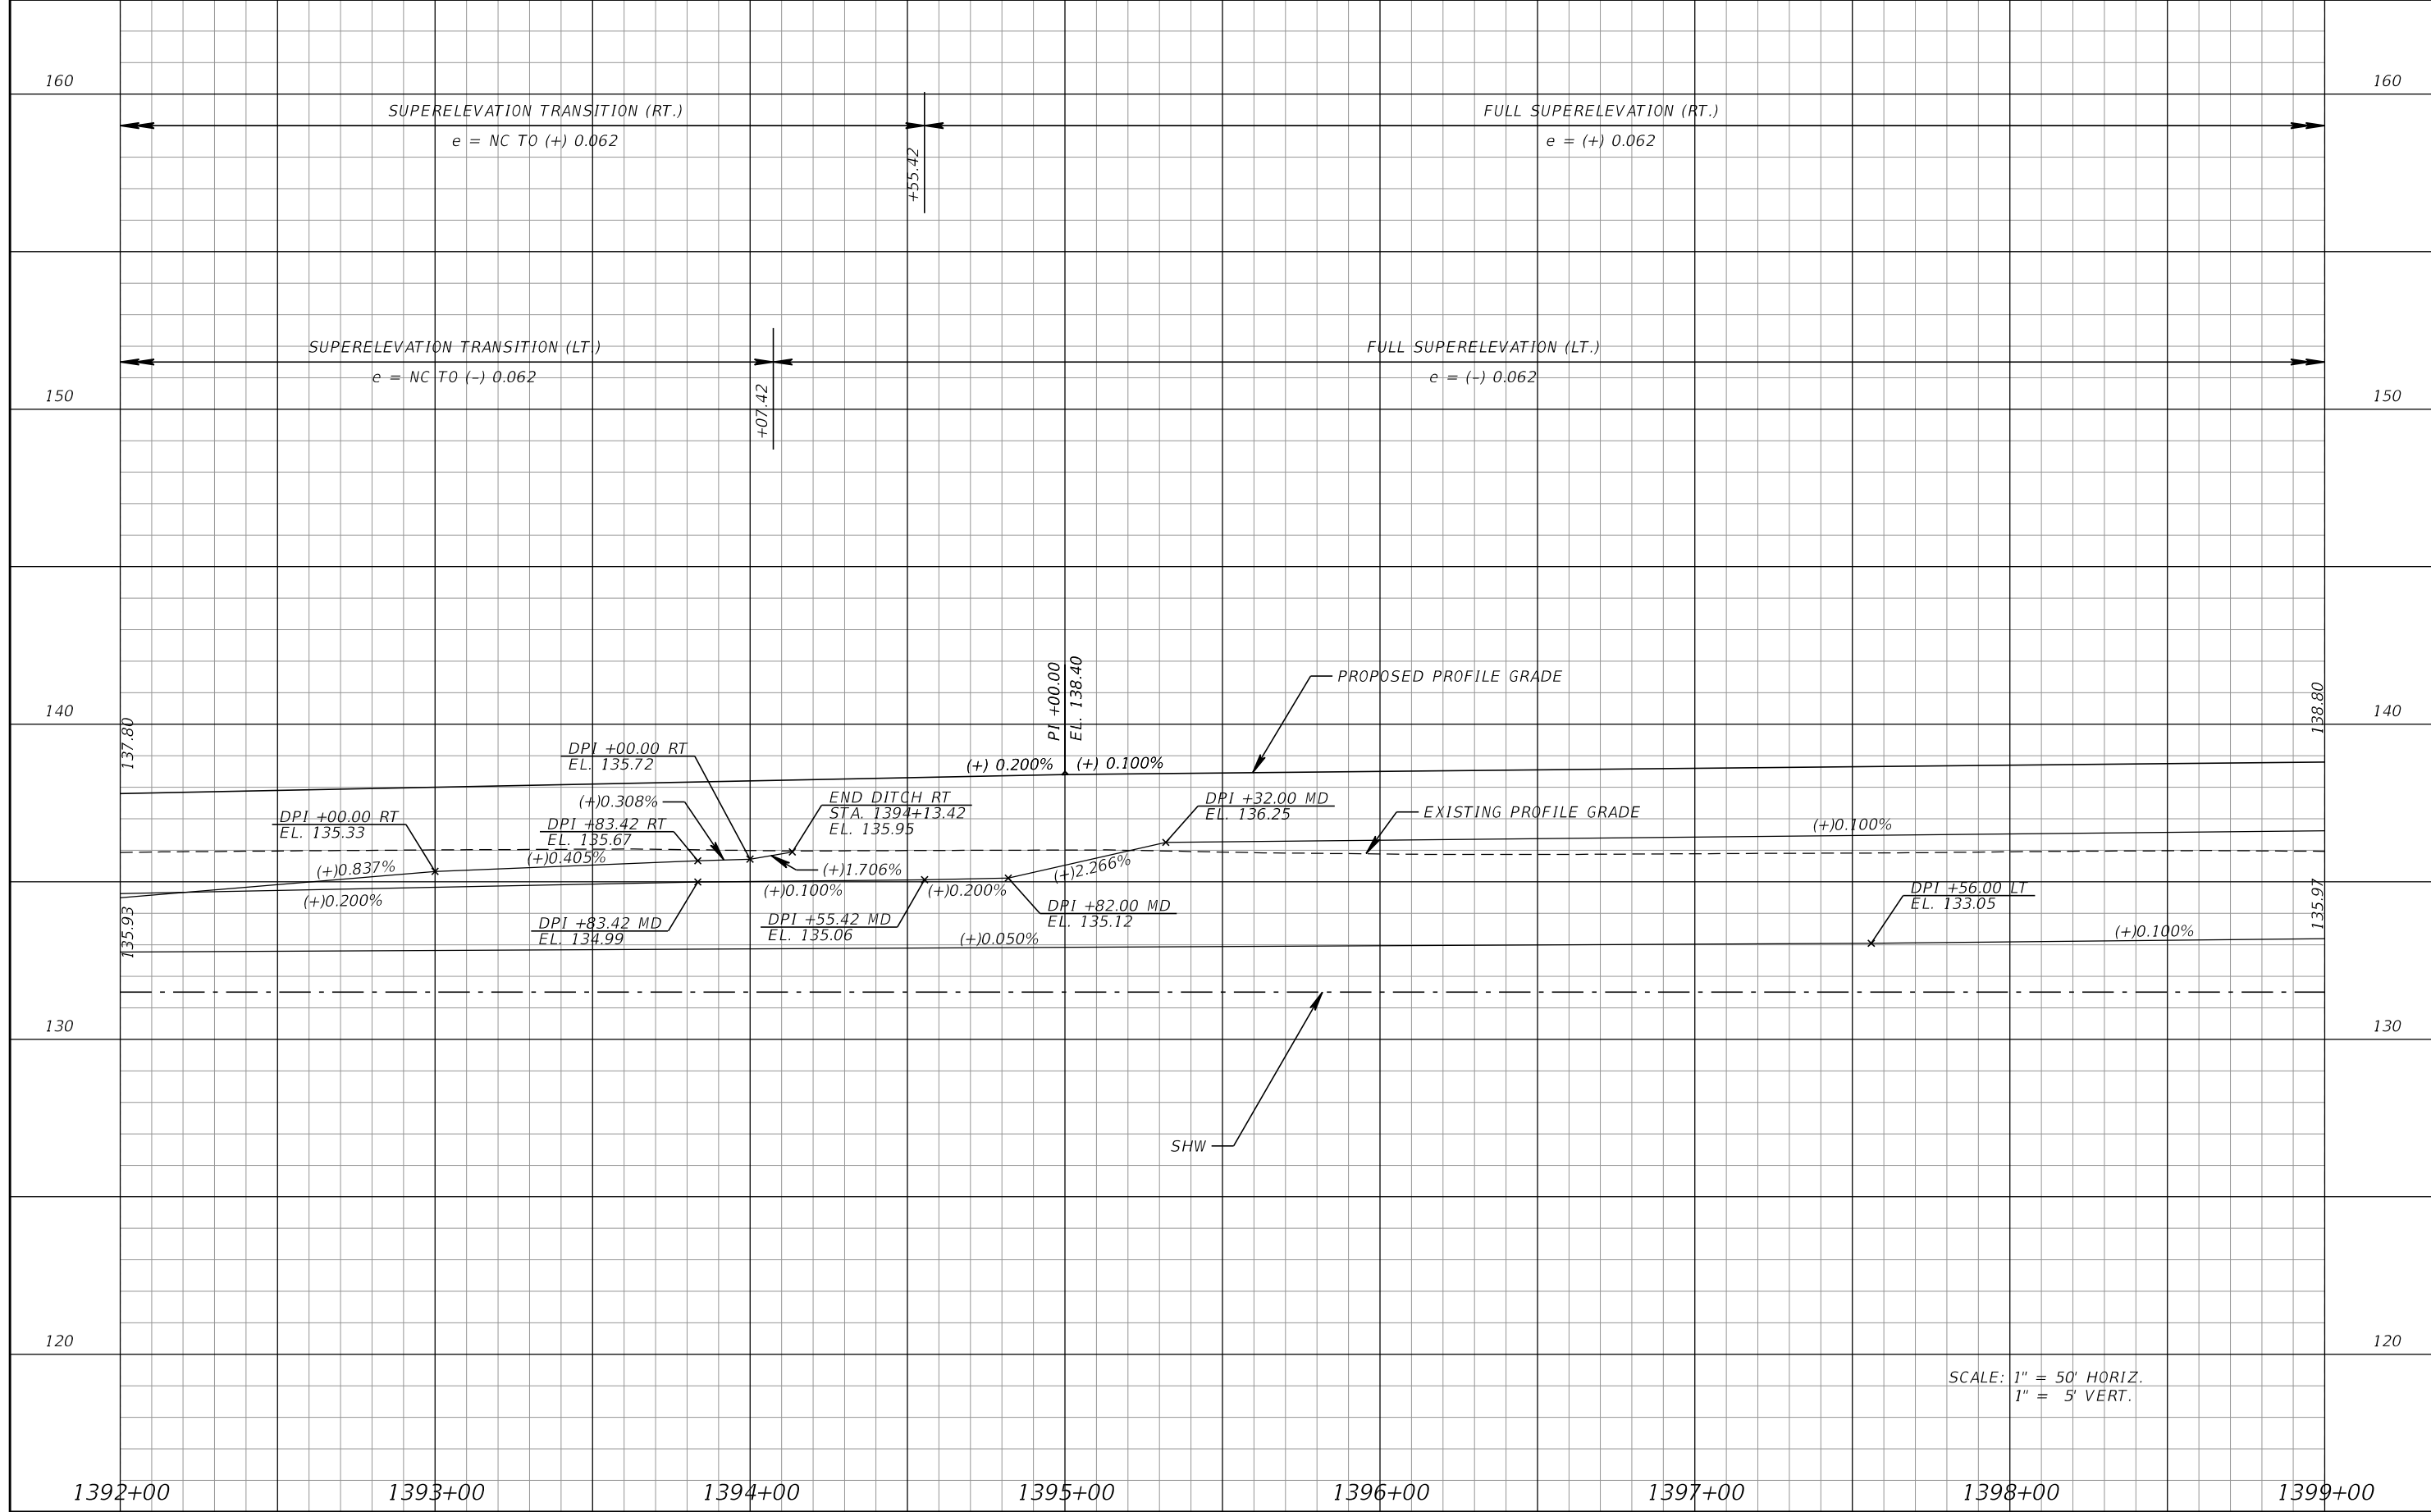 160
160
SUPERELEVATION TRANSITION (RT.)
e = NC TO (+) 0.062
FULL SUPERELEVATION (RT.)
e = (+) 0.062
+55.42
SUPERELEVATION TRANSITION (LT.)
e = NC TO (-) 0.062
FULL SUPERELEVATION (LT.)
e = (-) 0.062
+07.42
150
150
140
140
137.80
138.80
PI +00.00
EL. 138.40
PROPOSED PROFILE GRADE
(+) 0.200%
(+) 0.100%
DPI +00.00 RT
EL. 135.72
(+)0.308%
END DITCH RT
STA. 1394+13.42
EL. 135.95
DPI +00.00 RT
EL. 135.33
DPI +83.42 RT
EL. 135.67
DPI +32.00 MD
EL. 136.25
EXISTING PROFILE GRADE
(+)0.100%
(+)0.837%
(+)0.405%
(+)1.706%
(+)2.266%
(+)0.200%
(+)0.100%
(+)0.200%
DPI +56.00 LT
EL. 133.05
135.93
135.97
DPI +83.42 MD
EL. 134.99
DPI +55.42 MD
EL. 135.06
DPI +82.00 MD
EL. 135.12
(+)0.050%
(+)0.100%
130
130
SHW
120
120
SCALE: 1" = 50' HORIZ.
1" = 5' VERT.
1392+00
1393+00
1394+00
1395+00
1396+00
1397+00
1398+00
1399+00